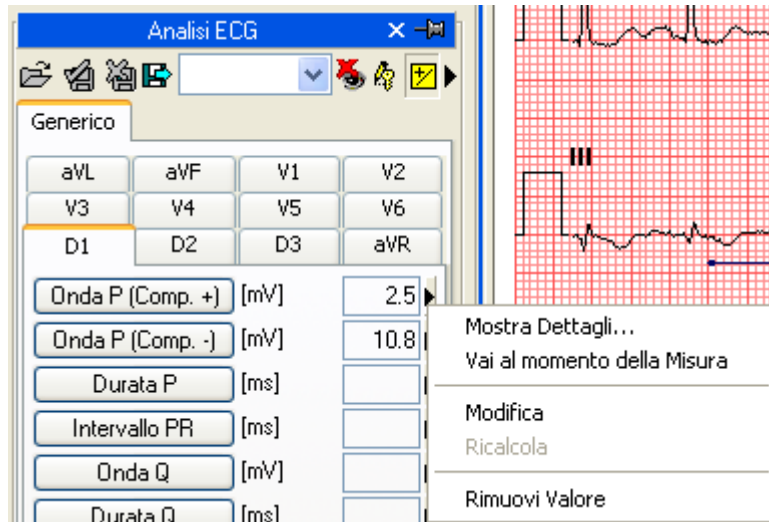 Analisi ECG
Generico
aVL aVF V1 V2
V3 V4 V5 V6
D1 D2 D3 aVR
Onda P (Comp. +) [mV] 2.5
Onda P (Comp. -) [mV] 10.8
Durata P [ms]
Intervallo PR [ms]
Onda Q [mV]
Durata Q [ms]
III
Mostra Dettagli...
Vai al momento della Misura
Modifica
Ricalcola
Rimuovi Valore